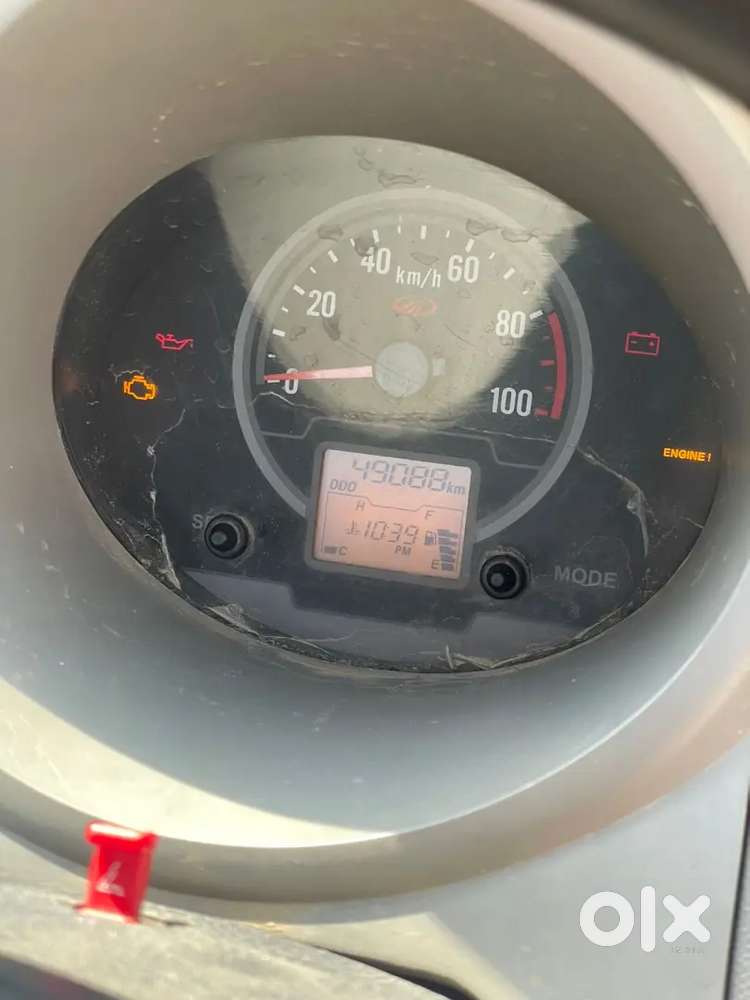 40 km/h 60
20
80
0
100
ENGINE !
49088 km
ODO
H F
10:39
C PM E
MODE
olx